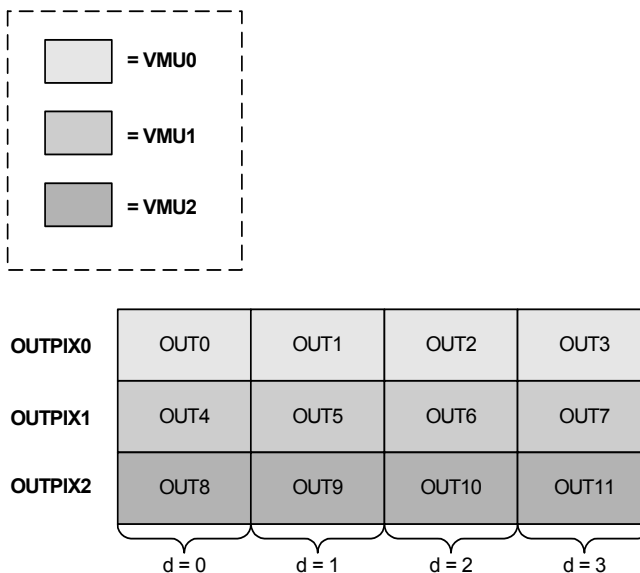 = VMU0
= VMU1
= VMU2
OUTPIX0 OUT0 OUT1 OUT2 OUT3
OUTPIX1 OUT4 OUT5 OUT6 OUT7
OUTPIX2 OUT8 OUT9 OUT10 OUT11
d = 0 d = 1 d = 2 d = 3